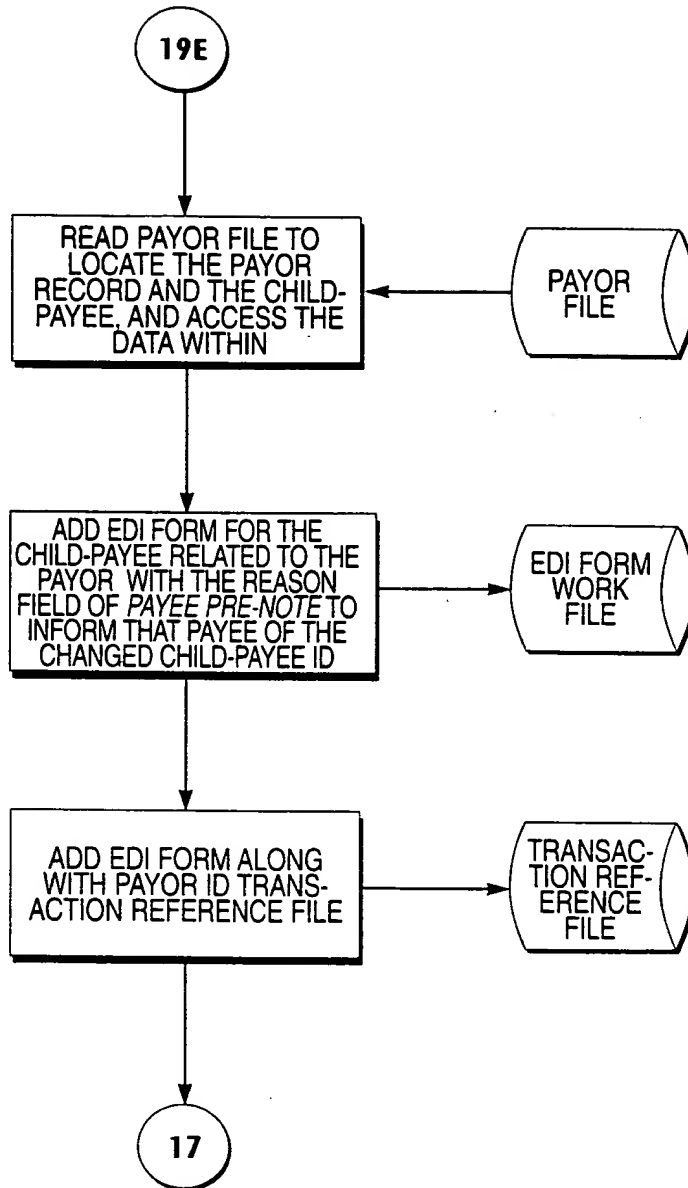 19E
READ PAYOR FILE TO
LOCATE THE PAYOR
RECORD AND THE CHILD-
PAYEE, AND ACCESS THE
DATA WITHIN
PAYOR
FILE
ADD EDI FORM FOR THE
CHILD-PAYEE RELATED TO THE
PAYOR WITH THE REASON
FIELD OF PAYEE PRE-NOTE TO
INFORM THAT PAYEE OF THE
CHANGED CHILD-PAYEE ID
EDI FORM
WORK
FILE
ADD EDI FORM ALONG
WITH PAYOR ID TRANS-
ACTION REFERENCE FILE
TRANSAC-
TION REF-
ERENCE
FILE
17